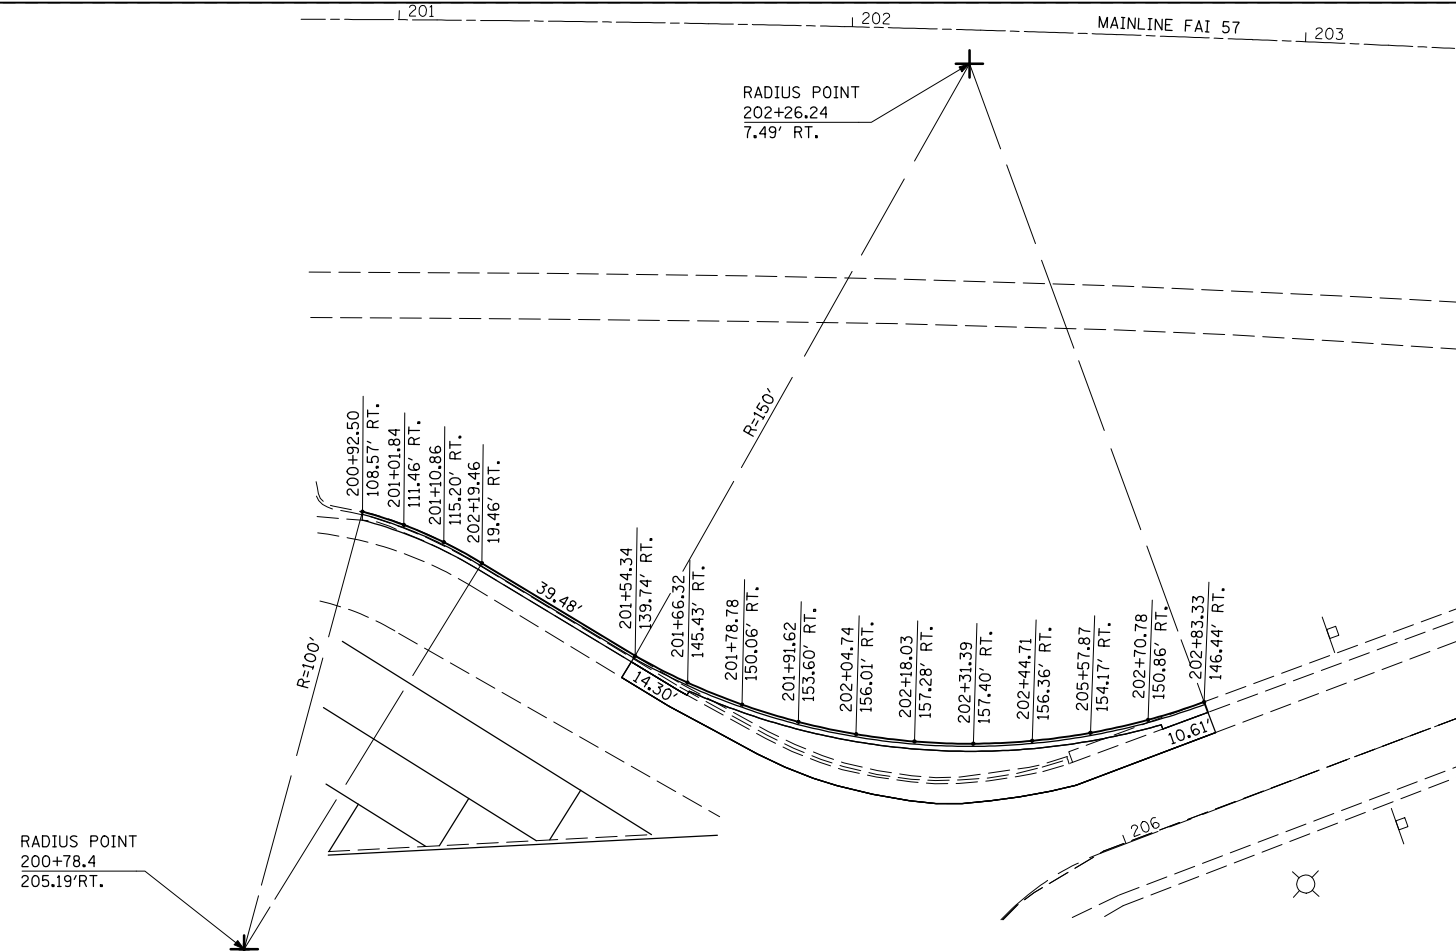 201
202
MAINLINE FAI 57
203
RADIUS POINT
202+26.24
7.49' RT.
R=150'
200+92.50
108.57' RT.
201+01.84
111.46' RT.
201+10.86
115.20' RT.
202+19.46
19.46' RT.
39.48'
201+54.34
139.74' RT.
201+66.32
145.43' RT.
201+78.78
150.06' RT.
201+91.62
153.60' RT.
202+04.74
156.01' RT.
202+18.03
157.28' RT.
202+31.39
157.40' RT.
202+44.71
156.36' RT.
205+57.87
154.17' RT.
202+70.78
150.86' RT.
202+83.33
146.44' RT.
R=100'
14.30'
10.61'
206
RADIUS POINT
200+78.4
205.19'RT.